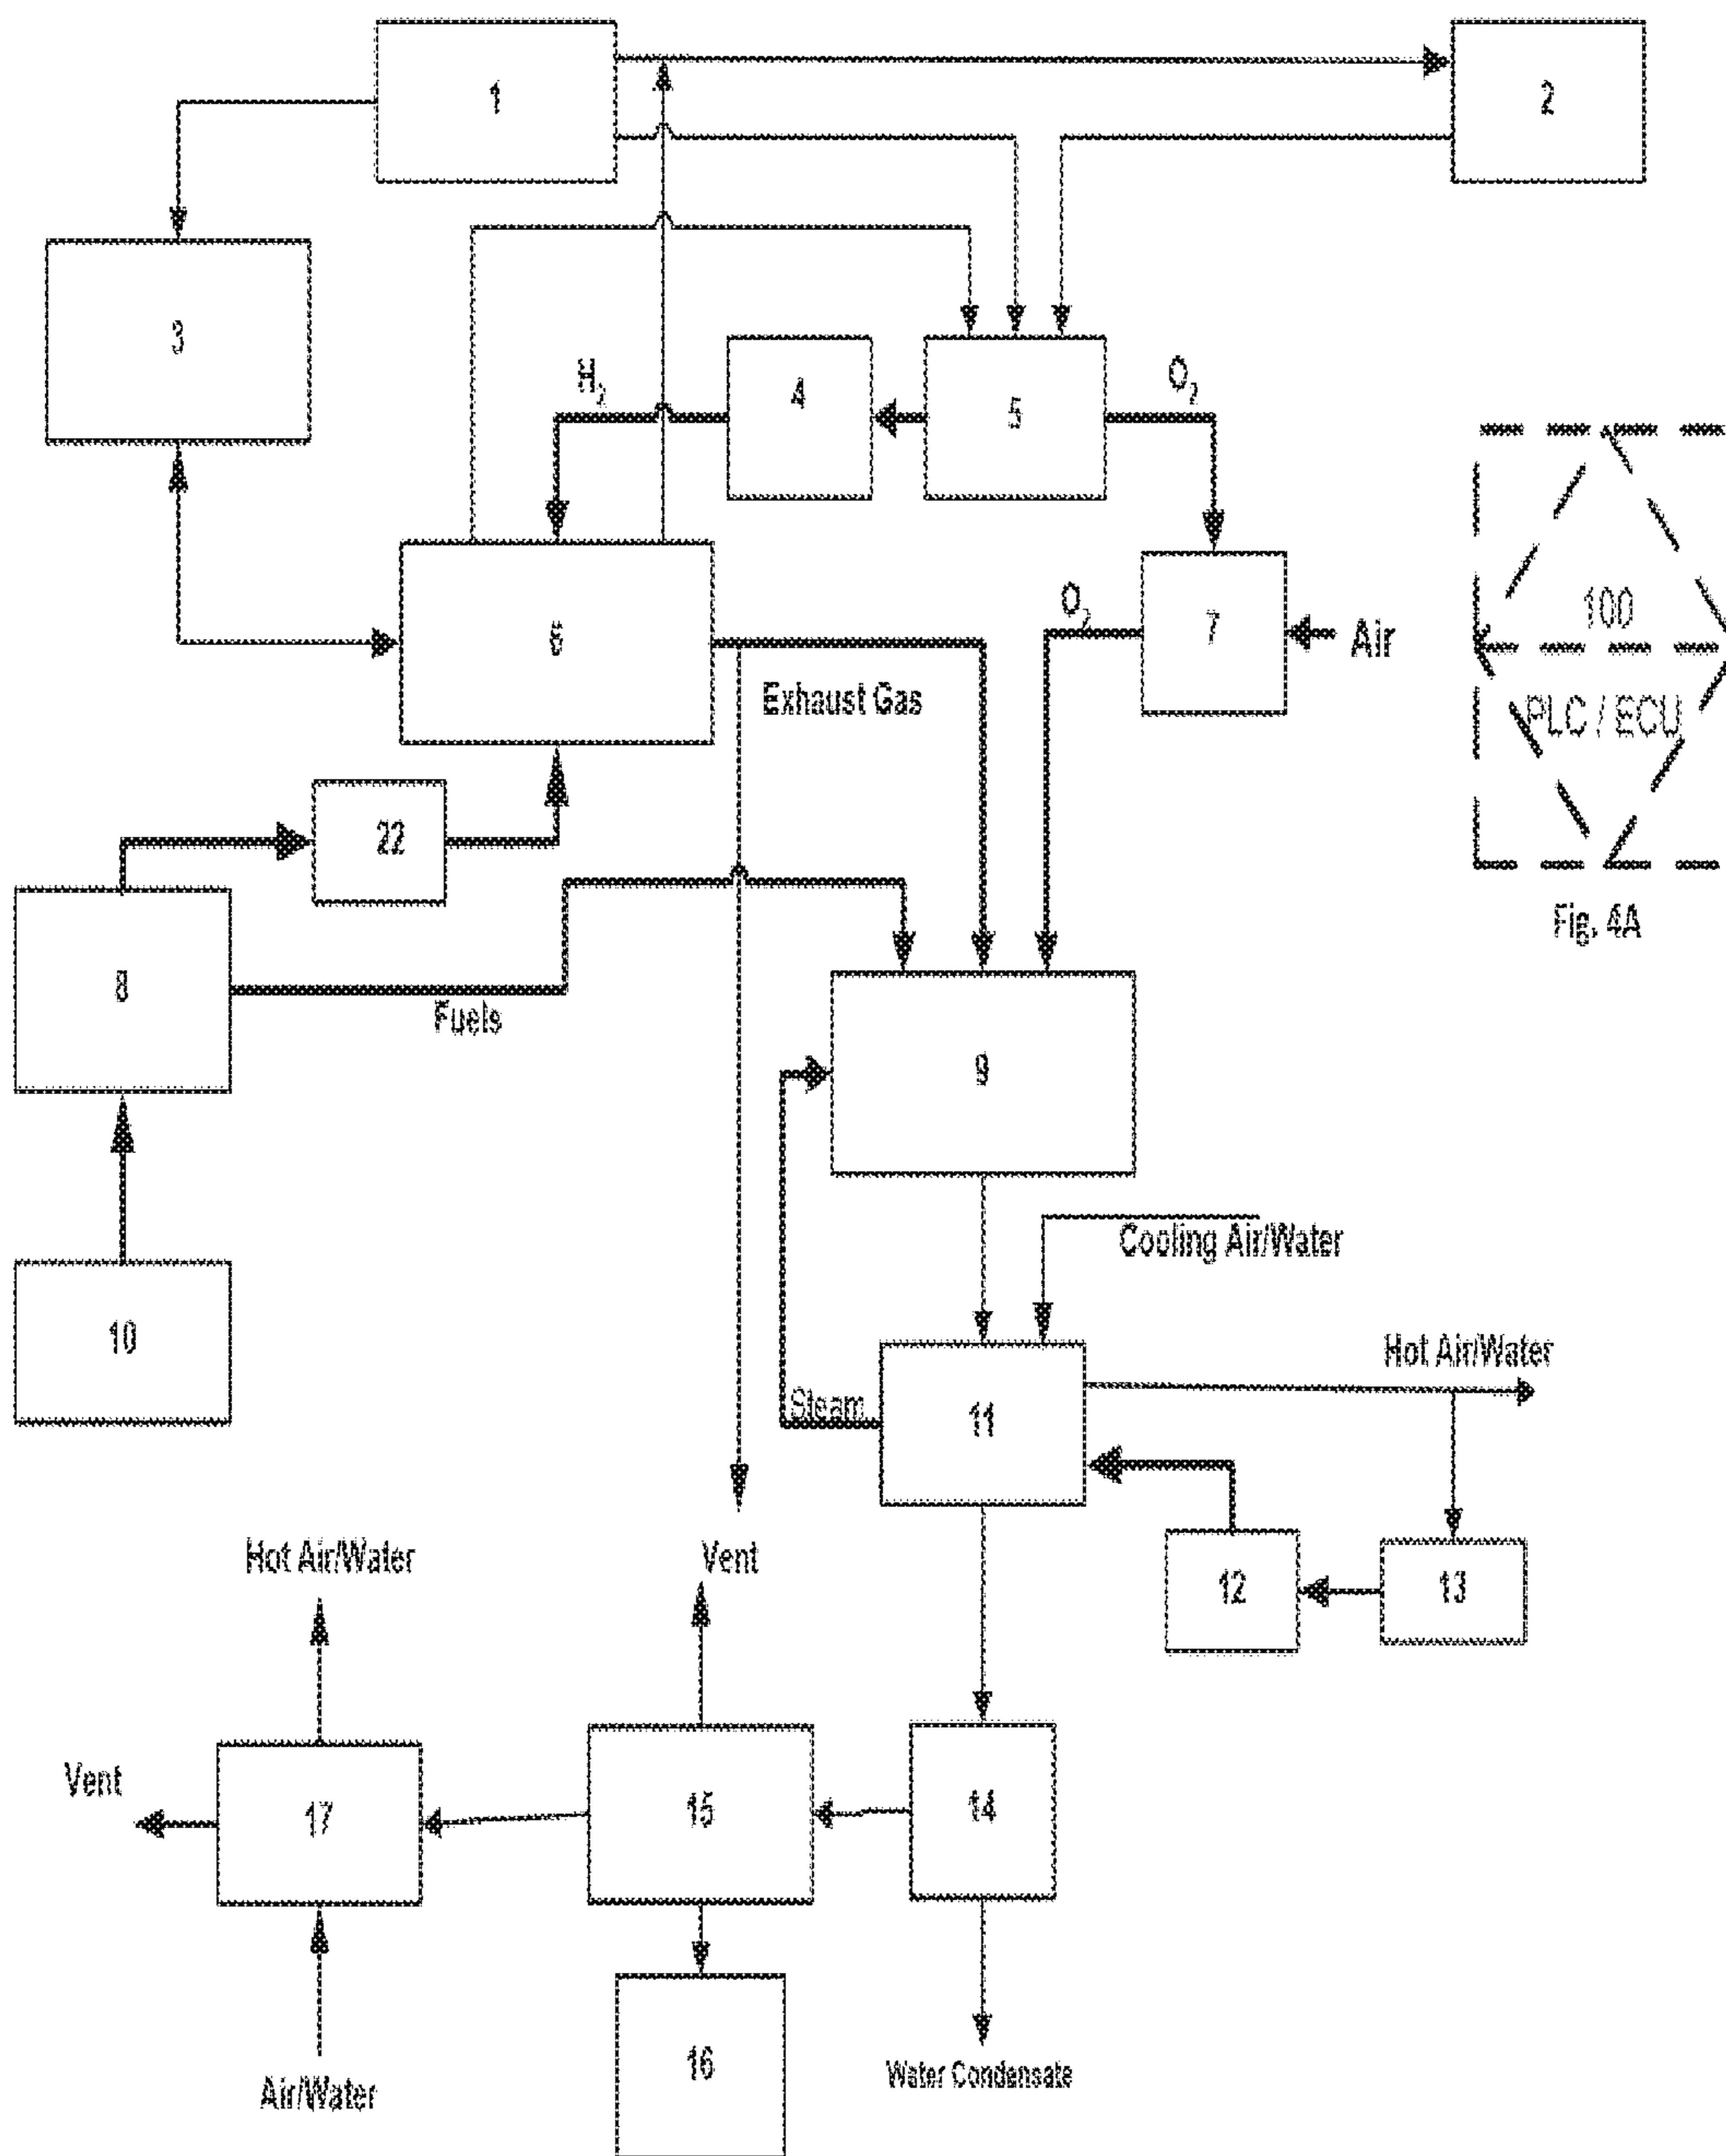 1
2
3
H2
4
5
O2
6
O2
7
Air
100
PLC / ECU
Exhaust Gas
22
Fig. 4A
8
Fuels
9
Cooling Air/Water
10
Hot Air/Water
Steam
11
Hot Air/Water
Vent
12
13
Vent
17
15
14
Air/Water
16
Water Condensate